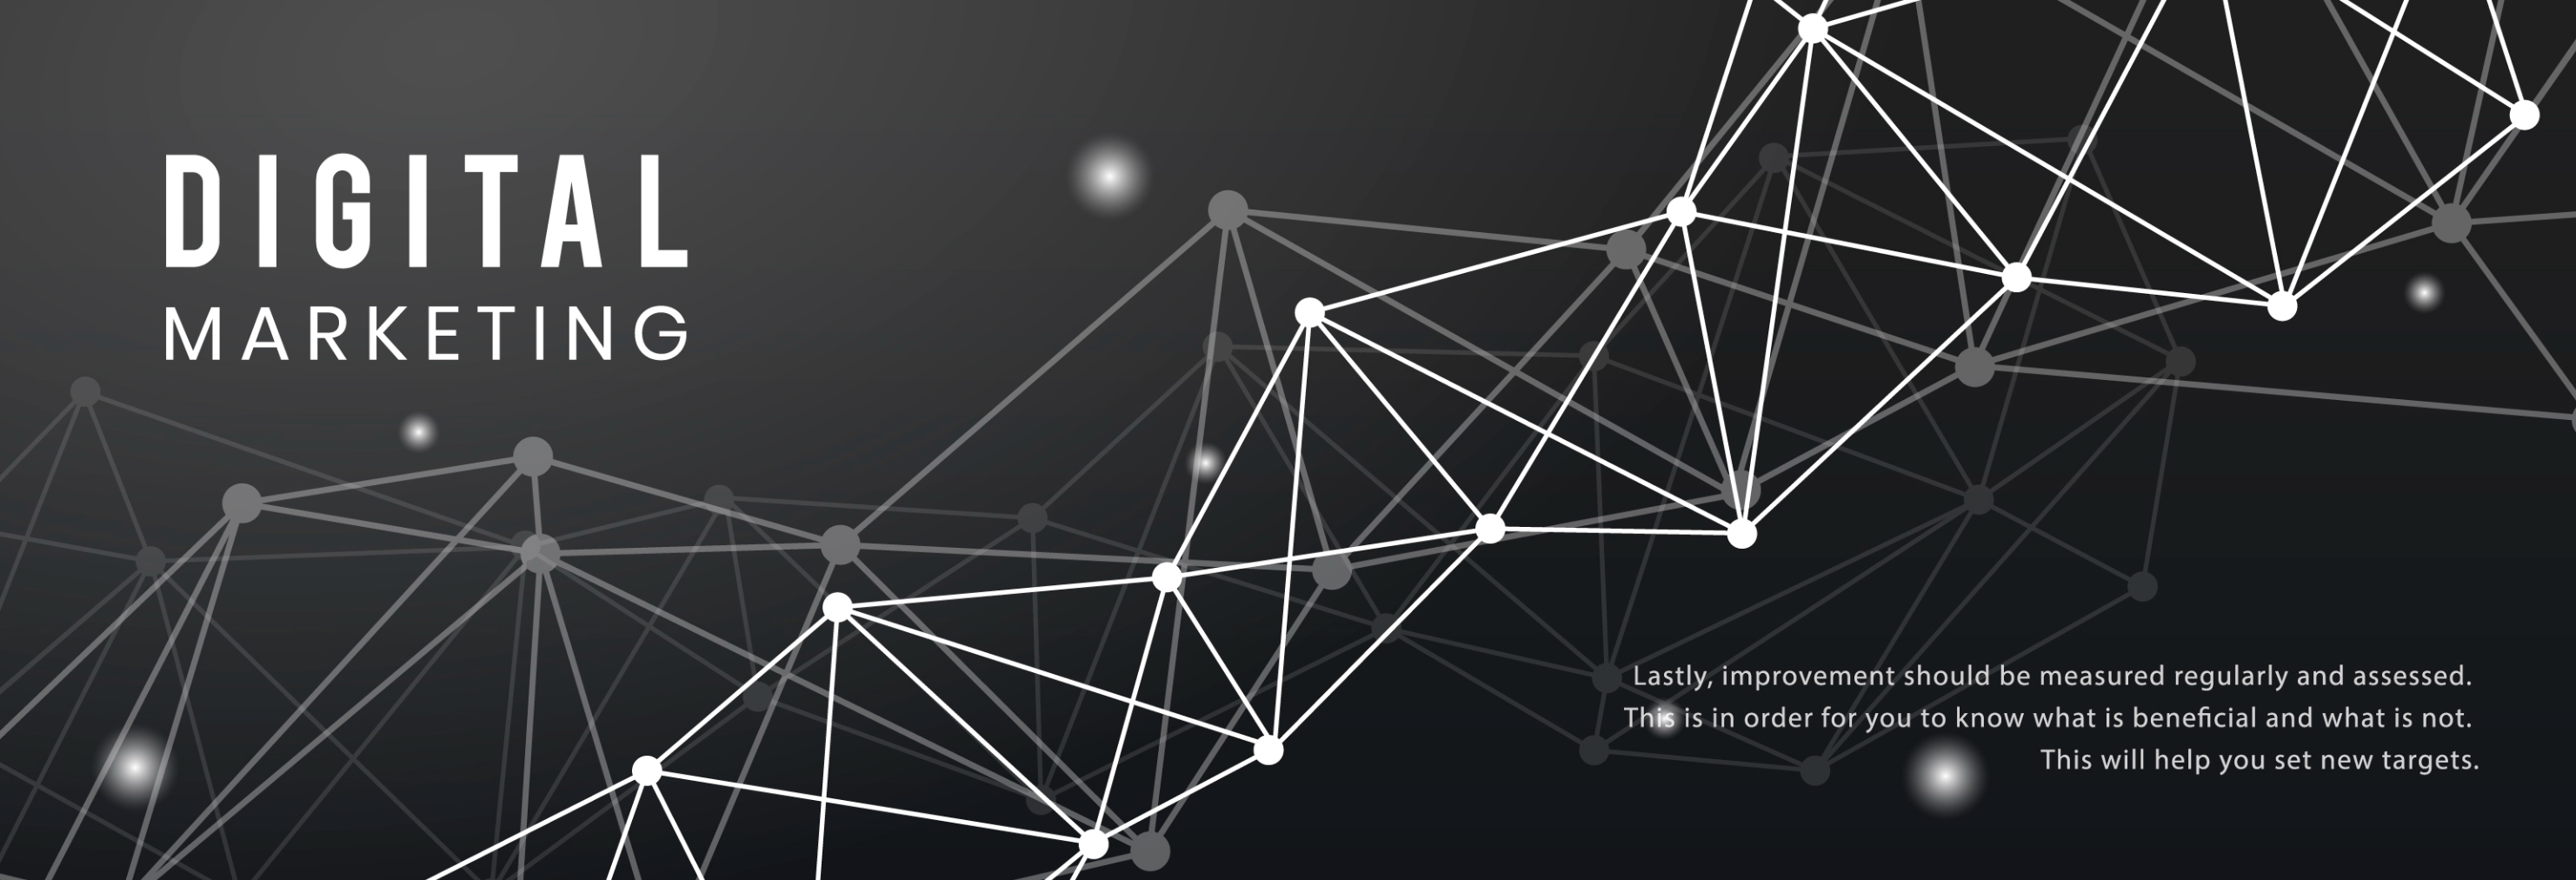 DIGITAL
MARKETING
Lastly, improvement should be measured regularly and assessed.
This is in order for you to know what is beneficial and what is not.
This will help you set new targets.